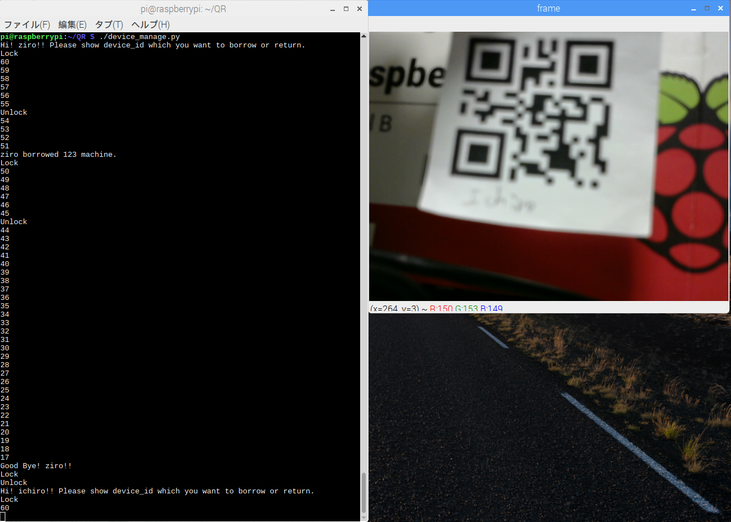 pi@raspberrypi: ~/QR
ファイル(F) 編集(E) タブ(T) ヘルプ(H)
pi@raspberrypi:~/QR $ ./device_manage.py
Hi! ziro!! Please show device_id which you want to borrow or return.
Lock
60
59
58
57
56
55
Unlock
54
53
52
51
ziro borrowed 123 machine.
Lock
50
49
48
47
46
45
Unlock
44
43
42
41
40
39
38
37
36
35
34
33
32
31
30
29
28
27
26
25
24
23
22
21
20
19
18
17
Good Bye! ziro!!
Lock
Unlock
Hi! ichiro!! Please show device_id which you want to borrow or return.
Lock
60
frame
spbe
l B
Ichiro
(x=264, y=3) ~ R:150 G:153 B:149